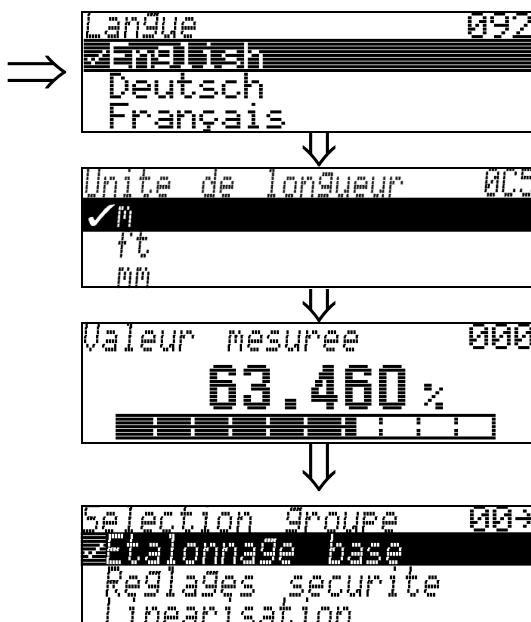 Langue 092
✓English
Deutsch
Français
Unite de longueur 0C5
✓m
ft
mm
Valeur mesuree 000
63.460 %
Selection groupe 00→
✓Etalonnage base
Reglages securite
Linearisation